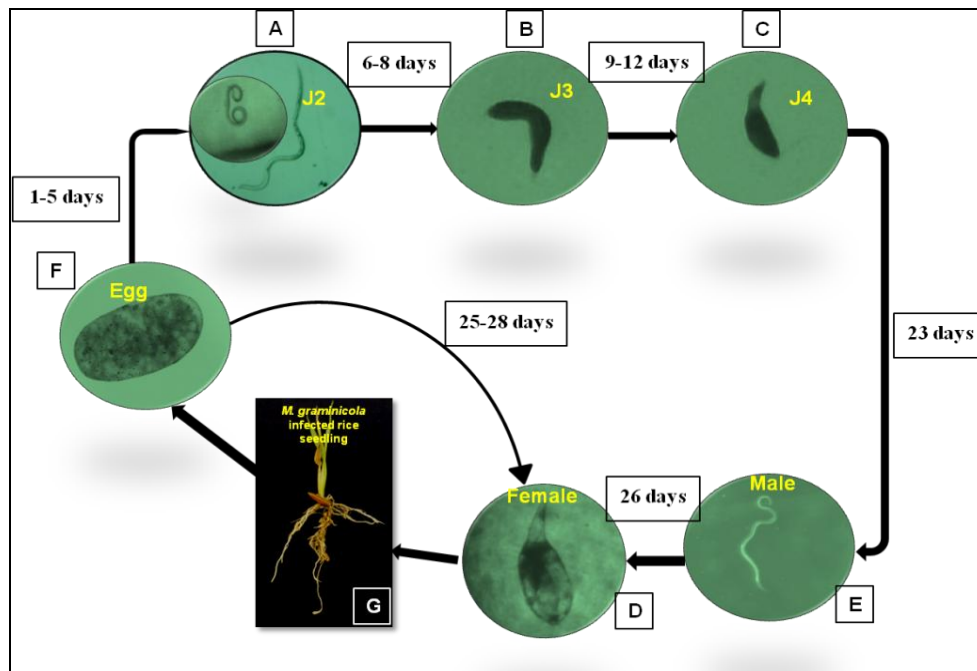 A
B
C
6-8 days
9-12 days
J2
J3
J4
1-5 days
F
Egg
25-28 days
23 days
M. graminicola
infected rice
seedling
Female
26 days
Male
G
D
E